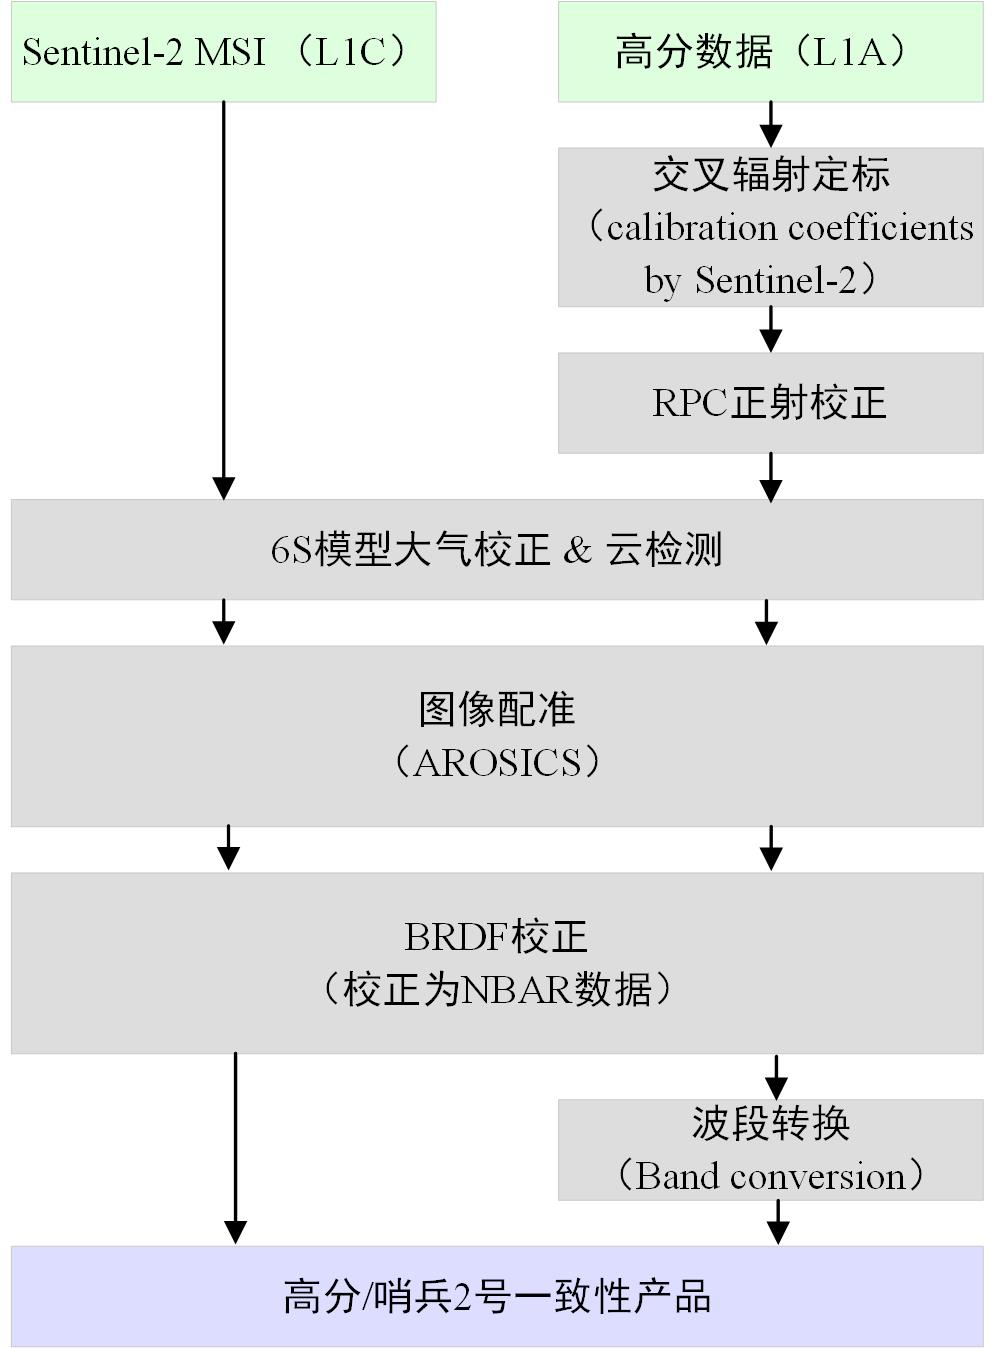 Sentinel-2 MSI （L1C）
高分数据（L1A）
交叉辐射定标
（calibration coefficients
by Sentinel-2）
RPC正射校正
6S模型大气校正 & 云检测
图像配准
（AROSICS）
BRDF校正
（校正为NBAR数据）
波段转换
（Band conversion）
高分/哨兵2号一致性产品